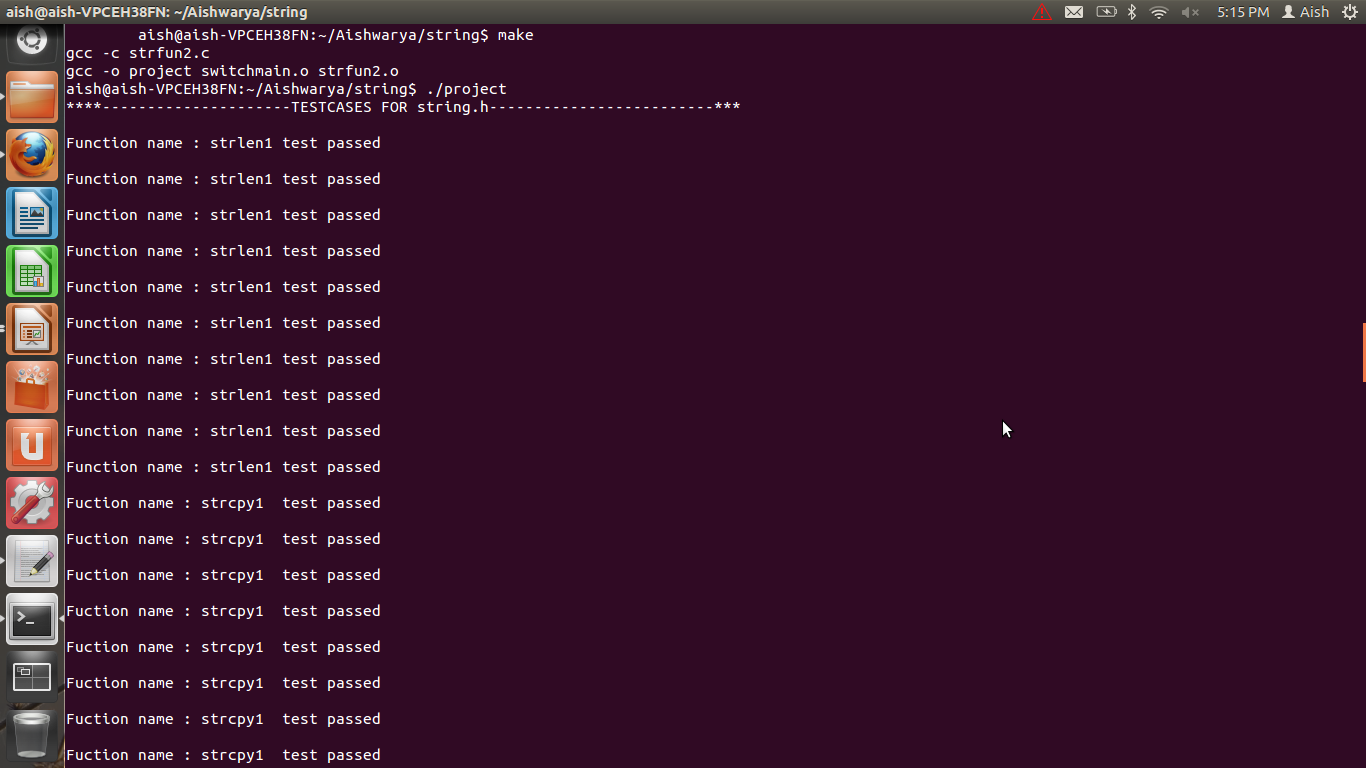 aish@aish-VPCEH38FN: ~/Aishwarya/string
5:15 PM
Aish
aish@aish-VPCEH38FN:~/Aishwarya/string$ make
gcc -c strfun2.c
gcc -o project switchmain.o strfun2.o
aish@aish-VPCEH38FN:~/Aishwarya/string$ ./project
****---------------------TESTCASES FOR string.h-------------------------***
Function name : strlen1 test passed
Function name : strlen1 test passed
Function name : strlen1 test passed
Function name : strlen1 test passed
Function name : strlen1 test passed
Function name : strlen1 test passed
Function name : strlen1 test passed
Function name : strlen1 test passed
Function name : strlen1 test passed
Function name : strlen1 test passed
Fuction name : strcpy1  test passed
Fuction name : strcpy1  test passed
Fuction name : strcpy1  test passed
Fuction name : strcpy1  test passed
Fuction name : strcpy1  test passed
Fuction name : strcpy1  test passed
Fuction name : strcpy1  test passed
Fuction name : strcpy1  test passed